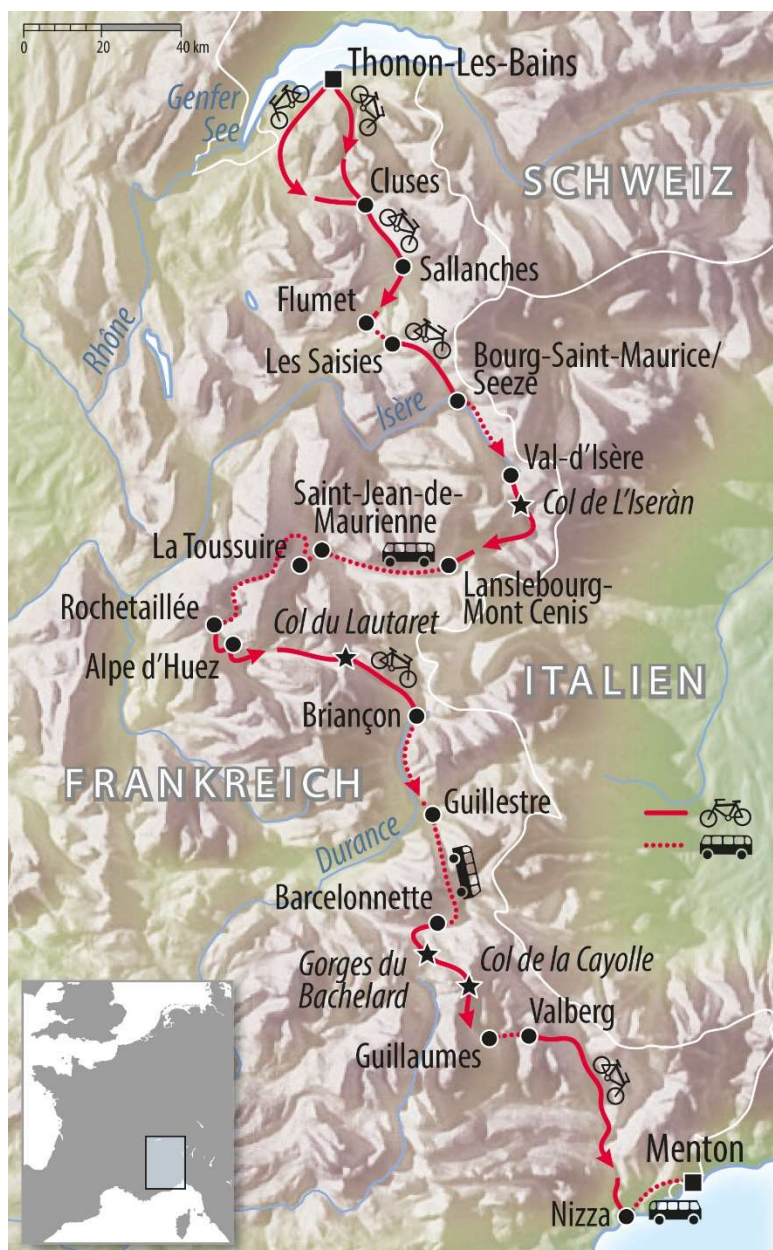 0 20 40 km
Thonon-Les-Bains
Genfer
See
SCHWEIZ
Cluses
Sallanches
Flumet
Les Saisies
Rhône
Bourg-Saint-Maurice/
Seeze
Isère
Val-d'Isère
Col de L'Iseràn
Saint-Jean-de-
Maurienne
La Toussuire
Lanslebourg-
Mont Cenis
Rochetaillée
Col du Lautaret
Alpe d'Huez
ITALIEN
Briançon
FRANKREICH
Guillestre
Durance
Barcelonnette
Gorges du
Bachelard
Col de la Cayolle
Valberg
Guillaumes
Menton
Nizza